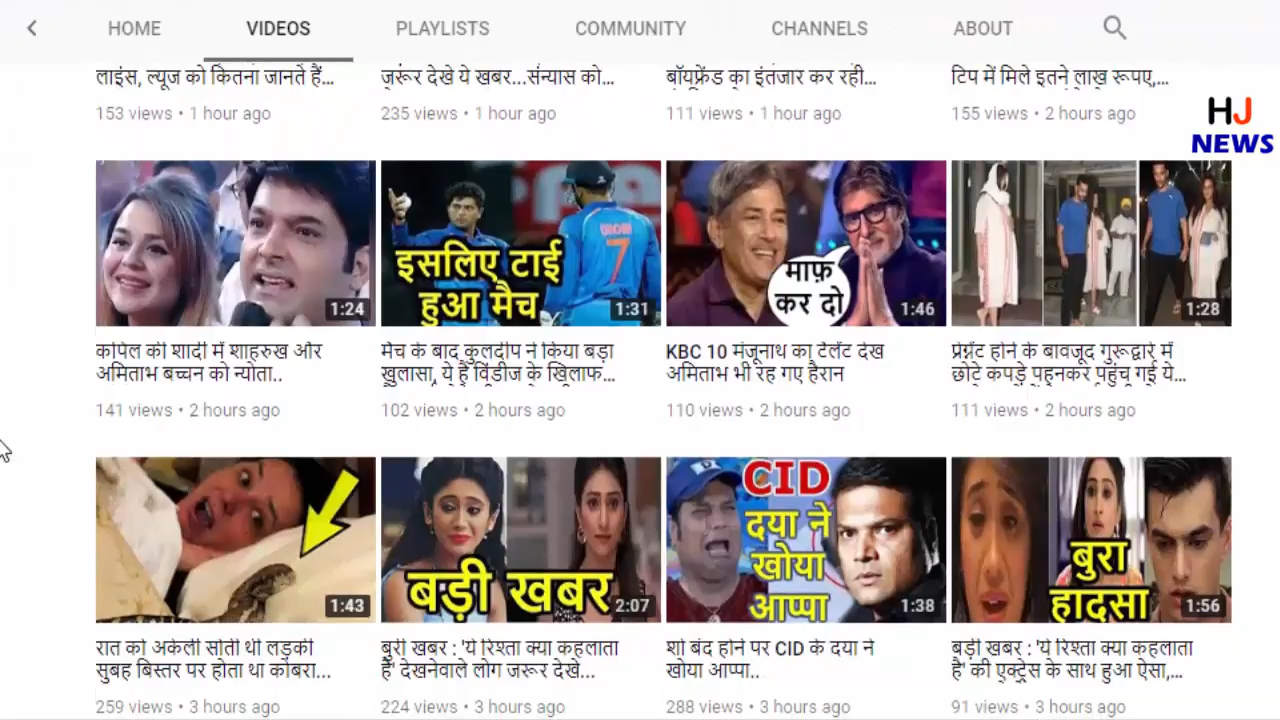 HOME VIDEOS PLAYLISTS COMMUNITY CHANNELS ABOUT
लाइंस, ल्यूज को कितना जानते हैं...
ज़रूर देखे ये खबर...संन्यास को...
बॉयफ्रेंड का इंतजार कर रही...
टिप में मिले इतने लाख रूपए,...
153 views • 1 hour ago
235 views • 1 hour ago
111 views • 1 hour ago
155 views • 2 hours ago
HJ
NEWS
1:24
DHONI
7
इसलिए टाई
हुआ मैच
1:31
माफ़
कर दो
1:46
1:28
कपिल की शादी में शाहरुख और
अमिताभ बच्चन को न्योता..
मैच के बाद कुलदीप ने किया बड़ा
खुलासा, ये है विंडीज के खिलाफ...
KBC 10 मंजूनाथ का टैलेंट देख
अमिताभ भी रह गए हैरान
प्रेग्नेंट होने के बावजूद गुरूद्वारे में
छोटे कपड़े पहनकर पहुंच गई ये...
141 views • 2 hours ago
102 views • 2 hours ago
110 views • 2 hours ago
111 views • 2 hours ago
1:43
बड़ी खबर
2:07
CID
दया ने
खोया
आप्पा
1:38
बुरा
हादसा
1:56
रात को अकेली सोती थी लड़की
सुबह बिस्तर पर होता था कोबरा...
बुरी खबर : 'ये रिश्ता क्या कहलाता
है' देखनेवाले लोग जरूर देखे...
शो बंद होने पर CID के दया ने
खोया आप्पा..
बड़ी खबर : 'ये रिश्ता क्या कहलाता
है' की एक्ट्रेस के साथ हुआ ऐसा,...
259 views • 3 hours ago
224 views • 3 hours ago
288 views • 3 hours ago
91 views • 3 hours ago